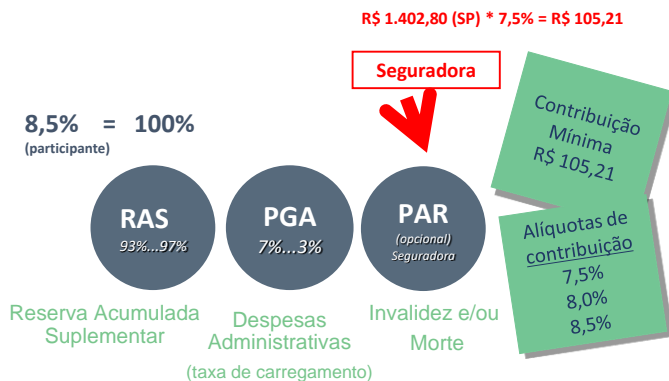 R$ 1.402,80 (SP) * 7,5% = R$ 105,21
Seguradora
8,5% = 100%
(participante)
Contribuição
Mínima
R$ 105,21
RAS
93%...97%
PGA
7%...3%
PAR
(opcional)
Seguradora
Alíquotas de
contribuição
7,5%
8,0%
8,5%
Reserva Acumulada
Suplementar
Despesas
Administrativas
(taxa de carregamento)
Invalidez e/ou
Morte